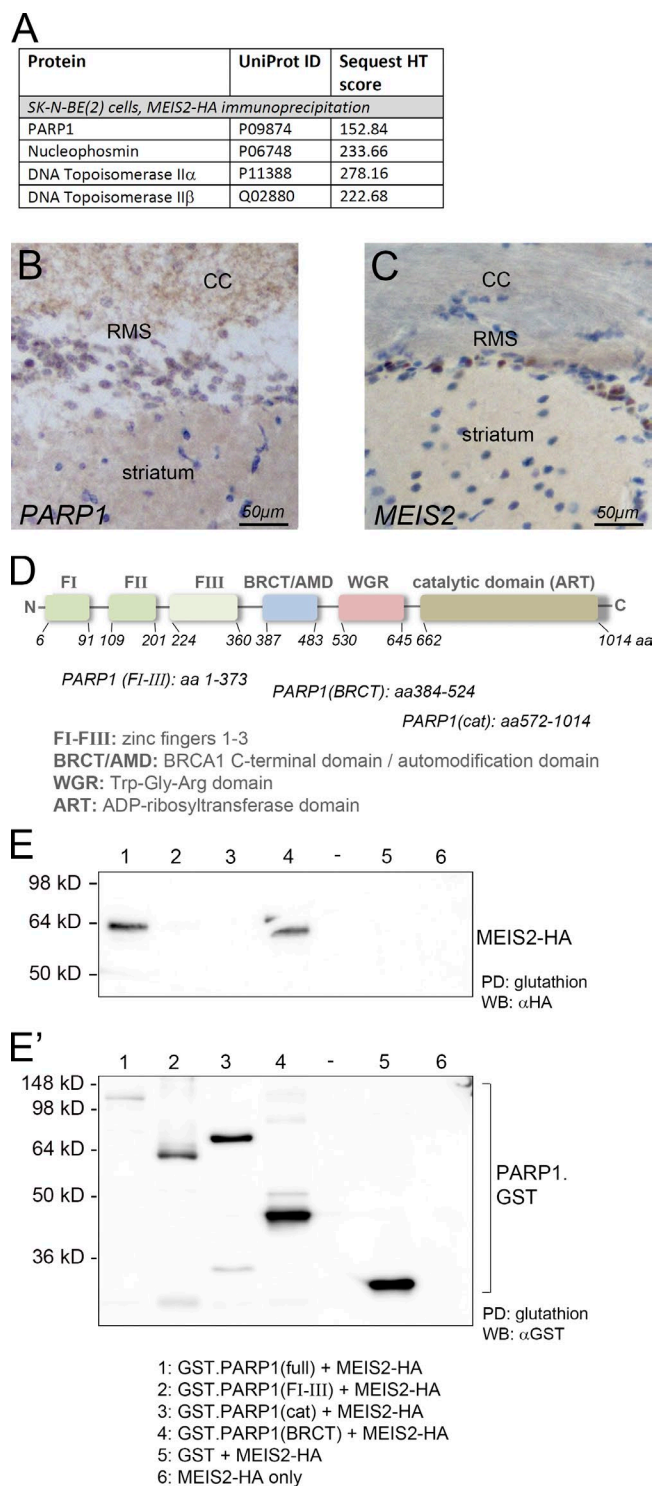 A
Protein UniProt ID Sequest HT score
SK-N-BE(2) cells, MEIS2-HA immunoprecipitation
PARP1 P09874 152.84
Nucleophosmin P06748 233.66
DNA Topoisomerase IIα P11388 278.16
DNA Topoisomerase IIβ Q02880 222.68
B
CC
RMS
striatum
PARP1
50µm
C
CC
RMS
striatum
MEIS2
50µm
D
FI FII FIII BRCT/AMD WGR catalytic domain (ART)
N C
6 91 109 201 224 360 387 483 530 645 662 1014 aa
PARP1 (FI-III): aa 1-373
PARP1(BRCT): aa384-524
PARP1(cat): aa572-1014
FI-FIII: zinc fingers 1-3
BRCT/AMD: BRCA1 C-terminal domain / automodification domain
WGR: Trp-Gly-Arg domain
ART: ADP-ribosyltransferase domain
E
1 2 3 4 - 5 6
98 kD -
64 kD -
50 kD -
MEIS2-HA
PD: glutathion
WB: αHA
E'
1 2 3 4 - 5 6
148 kD -
98 kD -
64 kD -
50 kD -
36 kD -
PARP1.
GST
PD: glutathion
WB: αGST
1: GST.PARP1(full) + MEIS2-HA
2: GST.PARP1(FI-III) + MEIS2-HA
3: GST.PARP1(cat) + MEIS2-HA
4: GST.PARP1(BRCT) + MEIS2-HA
5: GST + MEIS2-HA
6: MEIS2-HA only